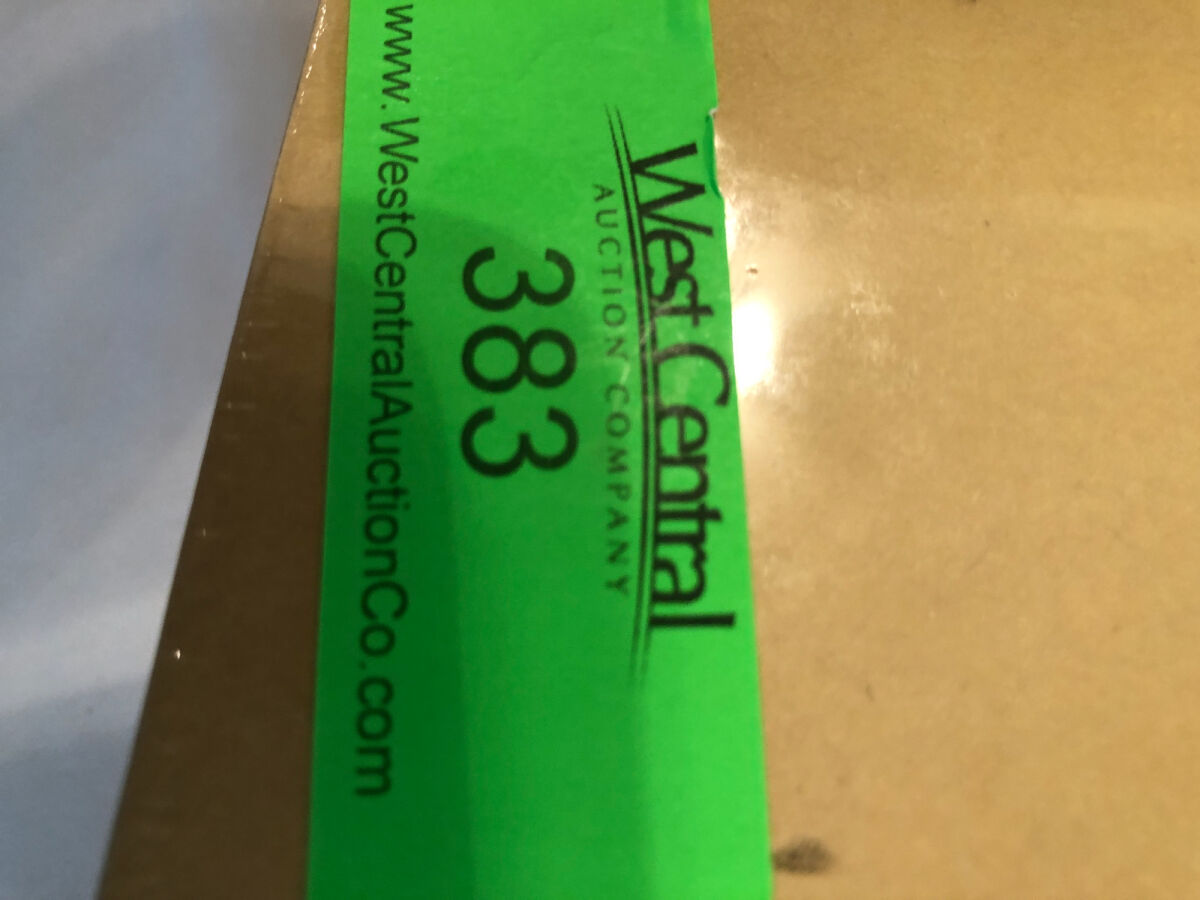 West Central
AUCTION COMPANY
383
www.WestCentralAuctionCo.com